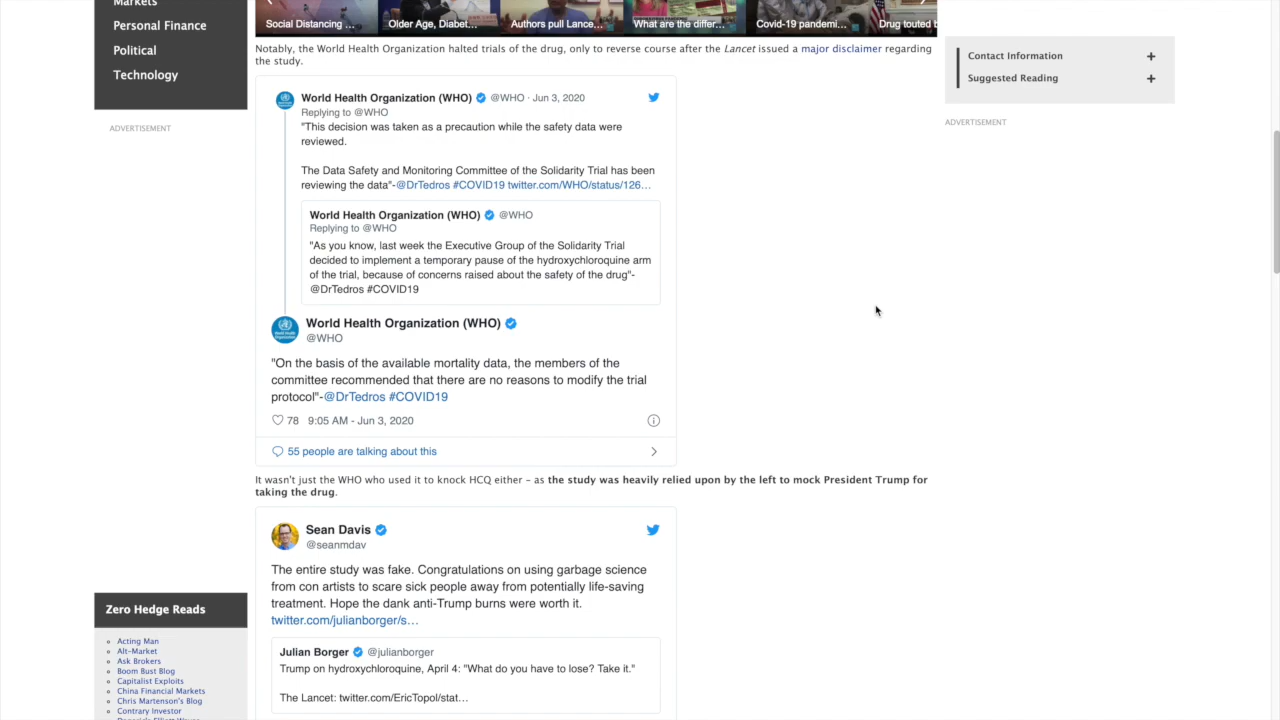 Markets
Personal Finance
Political
Technology
ADVERTISEMENT
Social Distancing ...
Older Age, Diabet...
Authors pull Lance...
What are the differ...
Covid-19 pandemi...
Drug touted b
Notably, the World Health Organization halted trials of the drug, only to reverse course after the Lancet issued a major disclaimer regarding
the study.
World Health Organization (WHO) @WHO · Jun 3, 2020
Replying to @WHO
"This decision was taken as a precaution while the safety data were
reviewed.
The Data Safety and Monitoring Committee of the Solidarity Trial has been
reviewing the data"-@DrTedros #COVID19 twitter.com/WHO/status/126…
World Health Organization (WHO) @WHO
Replying to @WHO
"As you know, last week the Executive Group of the Solidarity Trial
decided to implement a temporary pause of the hydroxychloroquine arm
of the trial, because of concerns raised about the safety of the drug"-
@DrTedros #COVID19
World Health Organization (WHO)
@WHO
"On the basis of the available mortality data, the members of the
committee recommended that there are no reasons to modify the trial
protocol"-@DrTedros #COVID19
78 9:05 AM - Jun 3, 2020
55 people are talking about this
It wasn't just the WHO who used it to knock HCQ either – as the study was heavily relied upon by the left to mock President Trump for
taking the drug.
Sean Davis
@seanmdav
The entire study was fake. Congratulations on using garbage science
from con artists to scare sick people away from potentially life-saving
treatment. Hope the dank anti-Trump burns were worth it.
twitter.com/julianborger/s…
Julian Borger @julianborger
Trump on hydroxychloroquine, April 4: "What do you have to lose? Take it."
The Lancet: twitter.com/EricTopol/stat…
Contact Information +
Suggested Reading +
ADVERTISEMENT
Zero Hedge Reads
Acting Man
Alt-Market
Ask Brokers
Boom Bust Blog
Capitalist Exploits
China Financial Markets
Chris Martenson's Blog
Contrary Investor